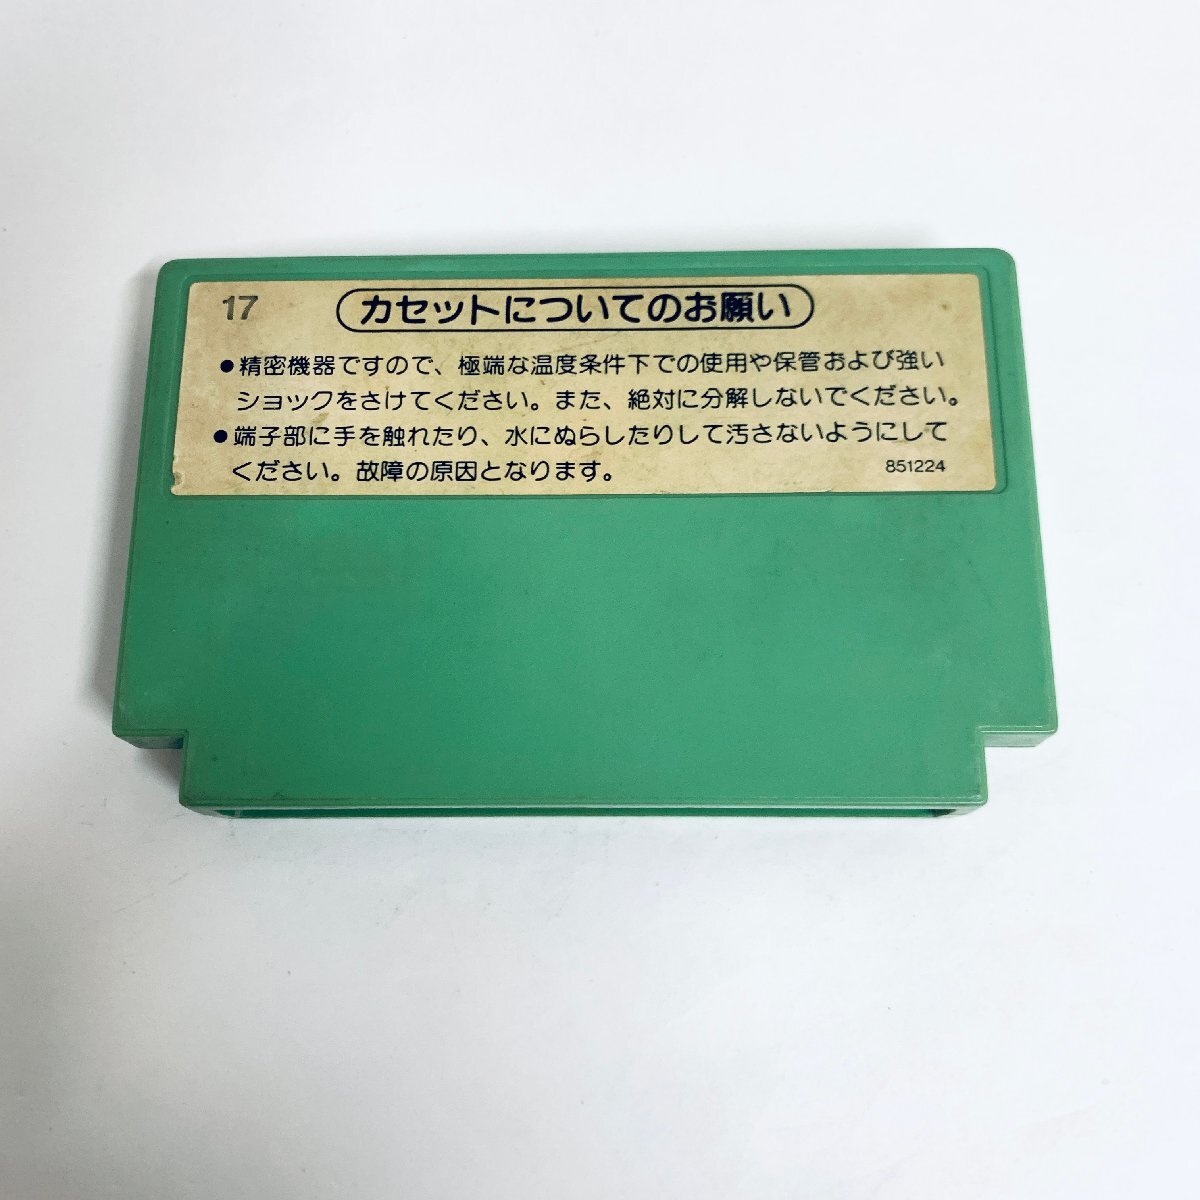 17
カセットについてのお願い
●精密機器ですので、極端な温度条件下での使用や保管および強い
ショックをさけてください。また、絶対に分解しないでください。
●端子部に手を触れたり、水にぬらしたりして汚さないようにして
ください。故障の原因となります。
851224